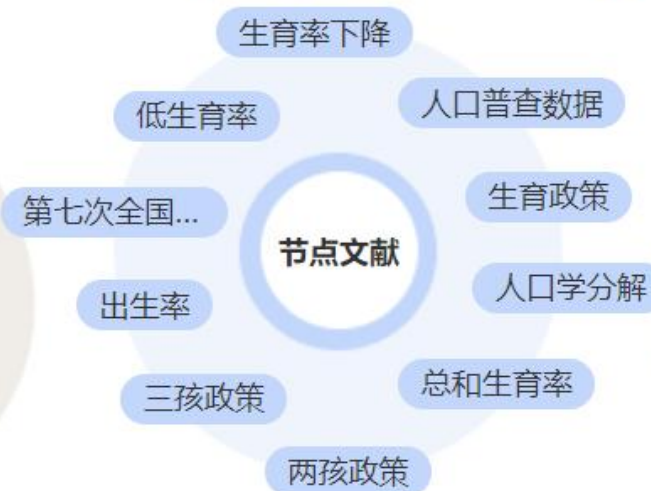 生育率下降
人口普查数据
低生育率
生育政策
第七次全国...
节点文献
人口学分解
出生率
总和生育率
三孩政策
两孩政策